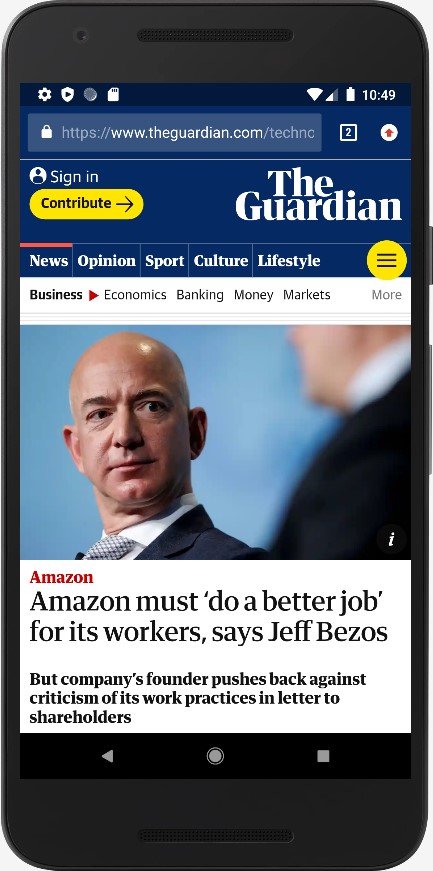 10:49
https://www.theguardian.com/techno
2
Sign in
Contribute
The
Guardian
News Opinion Sport Culture Lifestyle
Business Economics Banking Money Markets More
i
Amazon
Amazon must ‘do a better job’
for its workers, says Jeff Bezos
But company’s founder pushes back against
criticism of its work practices in letter to
shareholders